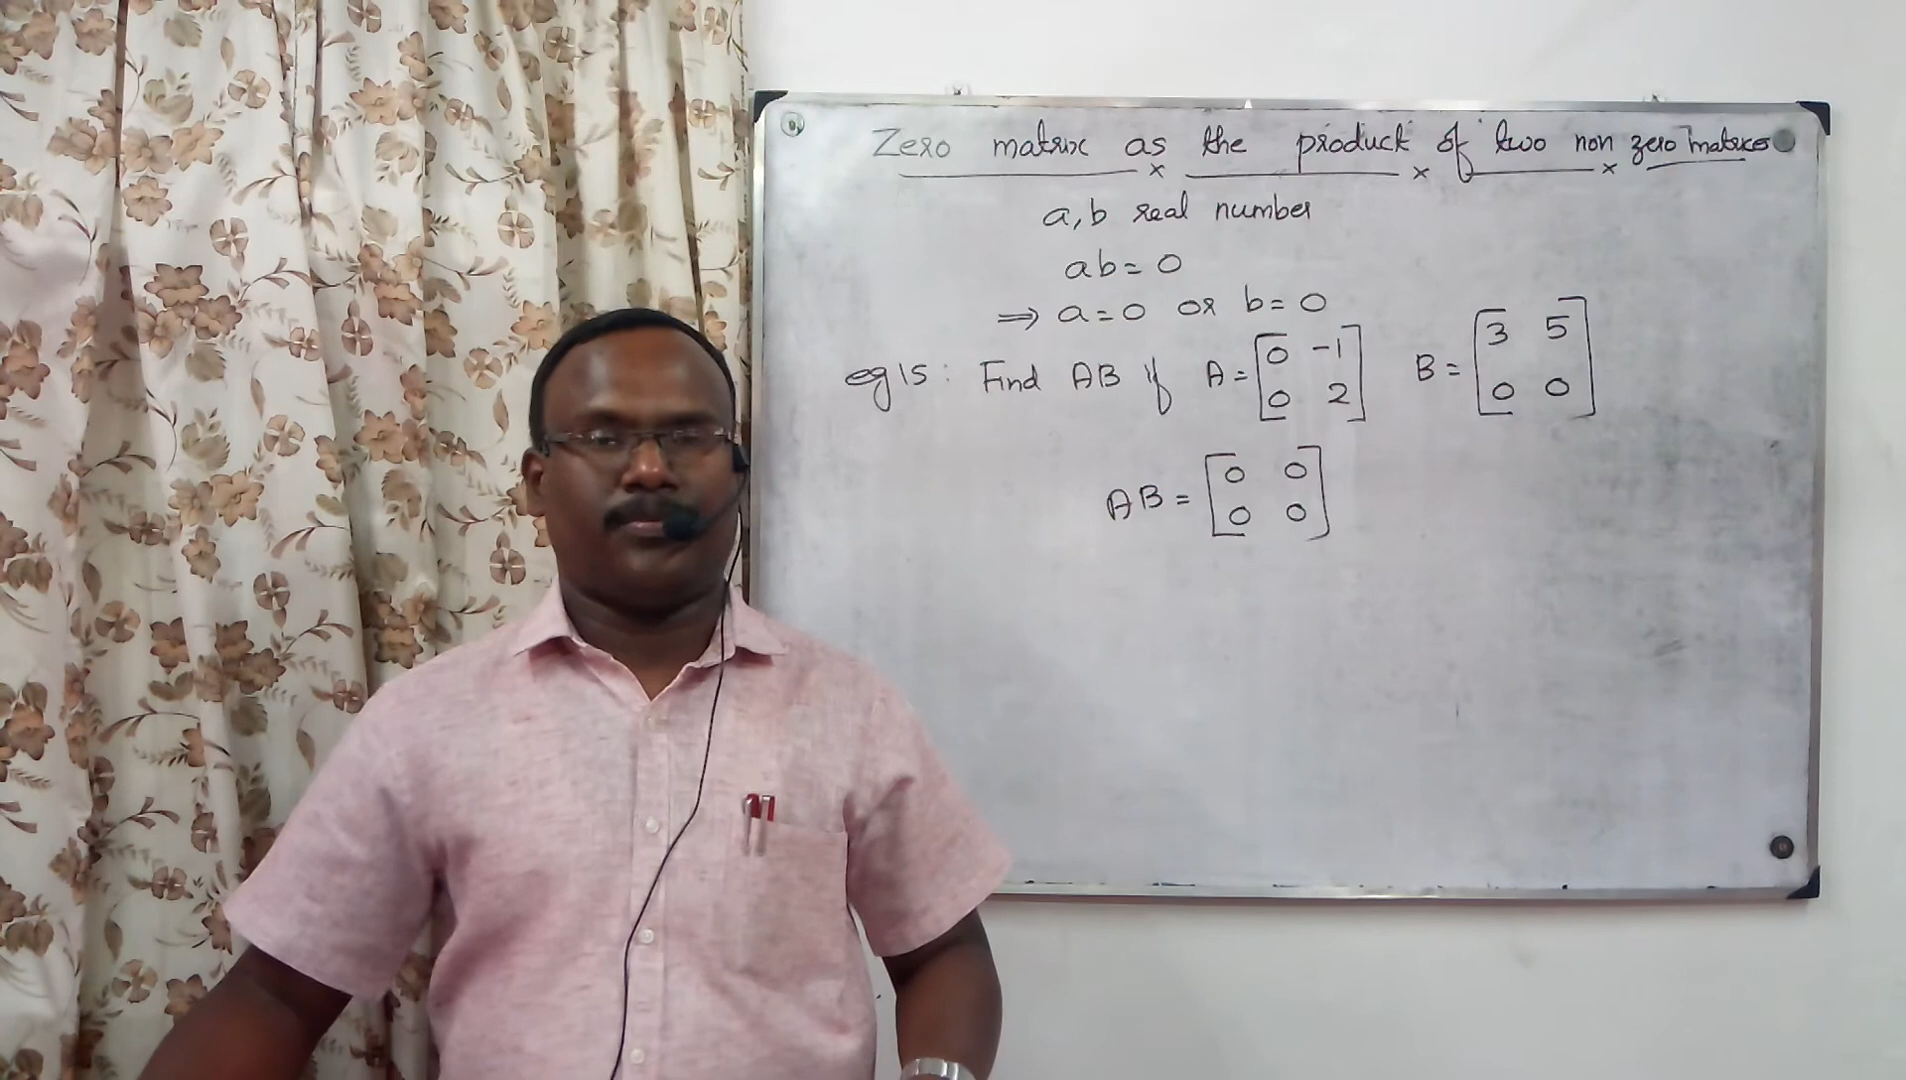 Zero matrix as the product of two non zero matrices
a, b real number
ab = 0
⇒ a = 0 or b = 0
eg 15 : Find AB if A = [0 -1 0 2] B = [3 5 0 0]
AB = [0 0 0 0]